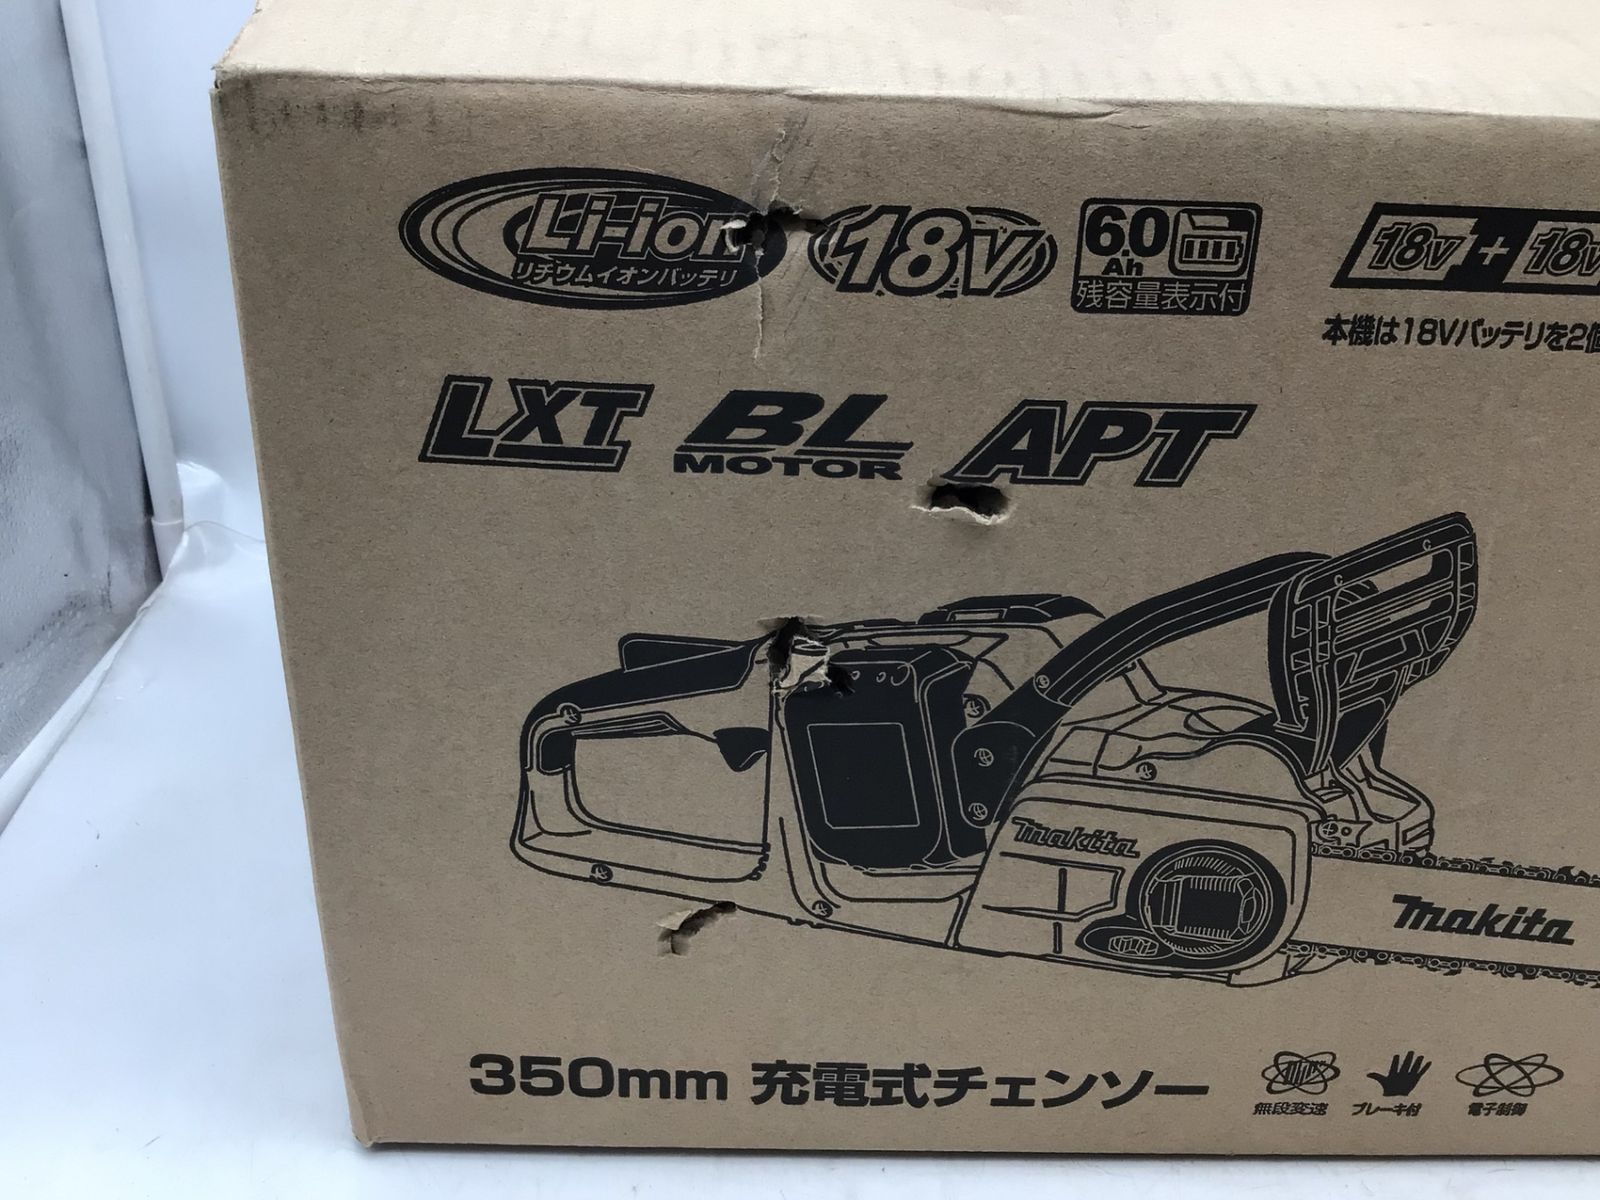 Li-ion
リチウムイオンバッテリ
18V
6.0
Ah
残容量表示付
18V + 18V
本機は18Vバッテリを2個
LXT BL MOTOR APT
makita
makita
350mm 充電式チェンソー
無段変速 ブレーキ付 電子制御